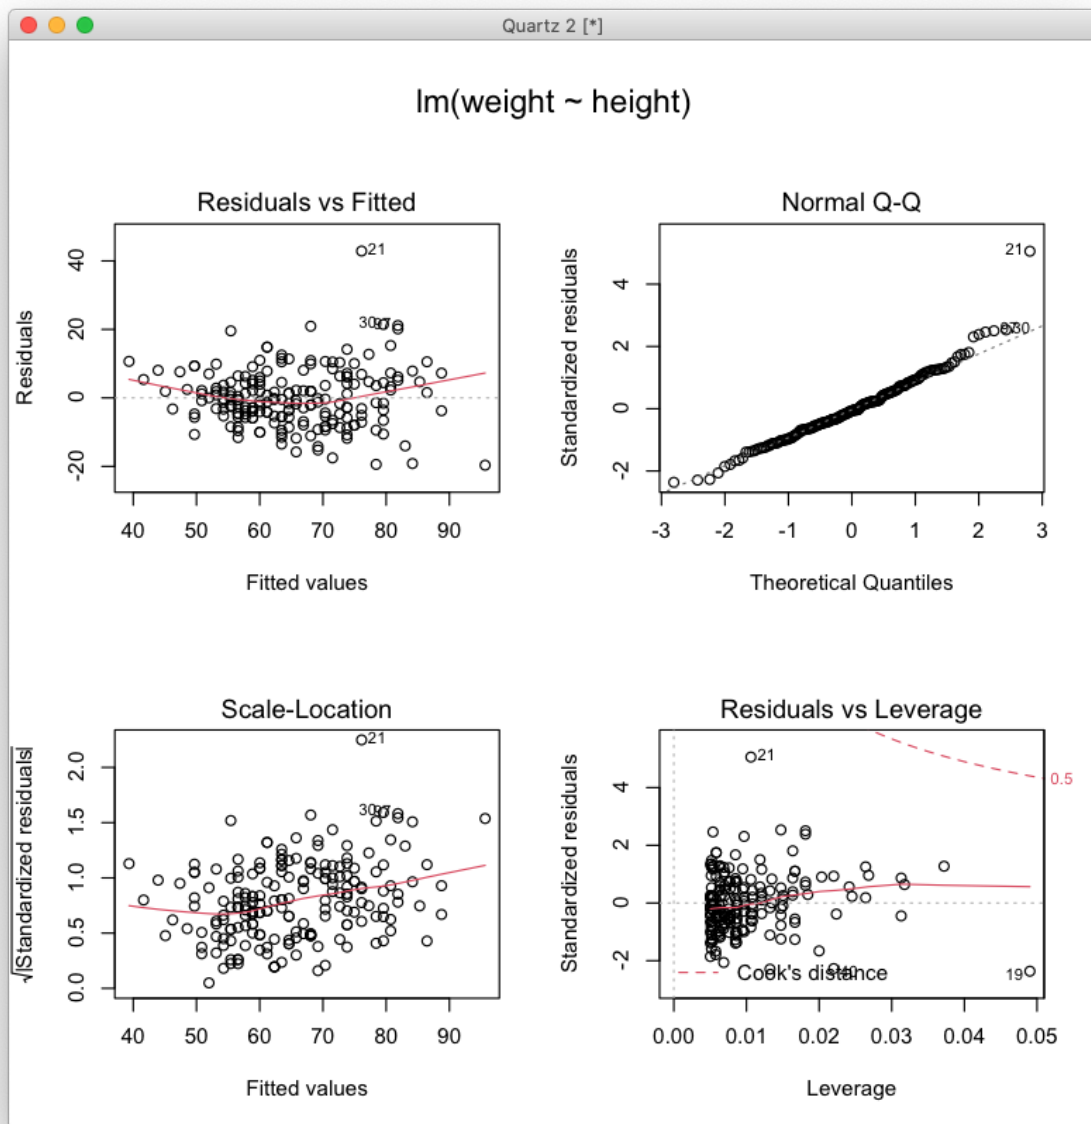 Quartz 2 [*]
lm(weight ~ height)
Residuals vs Fitted
Residuals
-20 0 20 40
21
3097
40 50 60 70 80 90
Fitted values
Normal Q-Q
Standardized residuals
-2 0 2 4
21
9730
-3 -2 -1 0 1 2 3
Theoretical Quantiles
Scale-Location
√|Standardized residuals|
0.0 0.5 1.0 1.5 2.0
21
3097
40 50 60 70 80 90
Fitted values
Residuals vs Leverage
Standardized residuals
-2 0 2 4
21
0.5
Cook's distance
19
0.00 0.01 0.02 0.03 0.04 0.05
Leverage